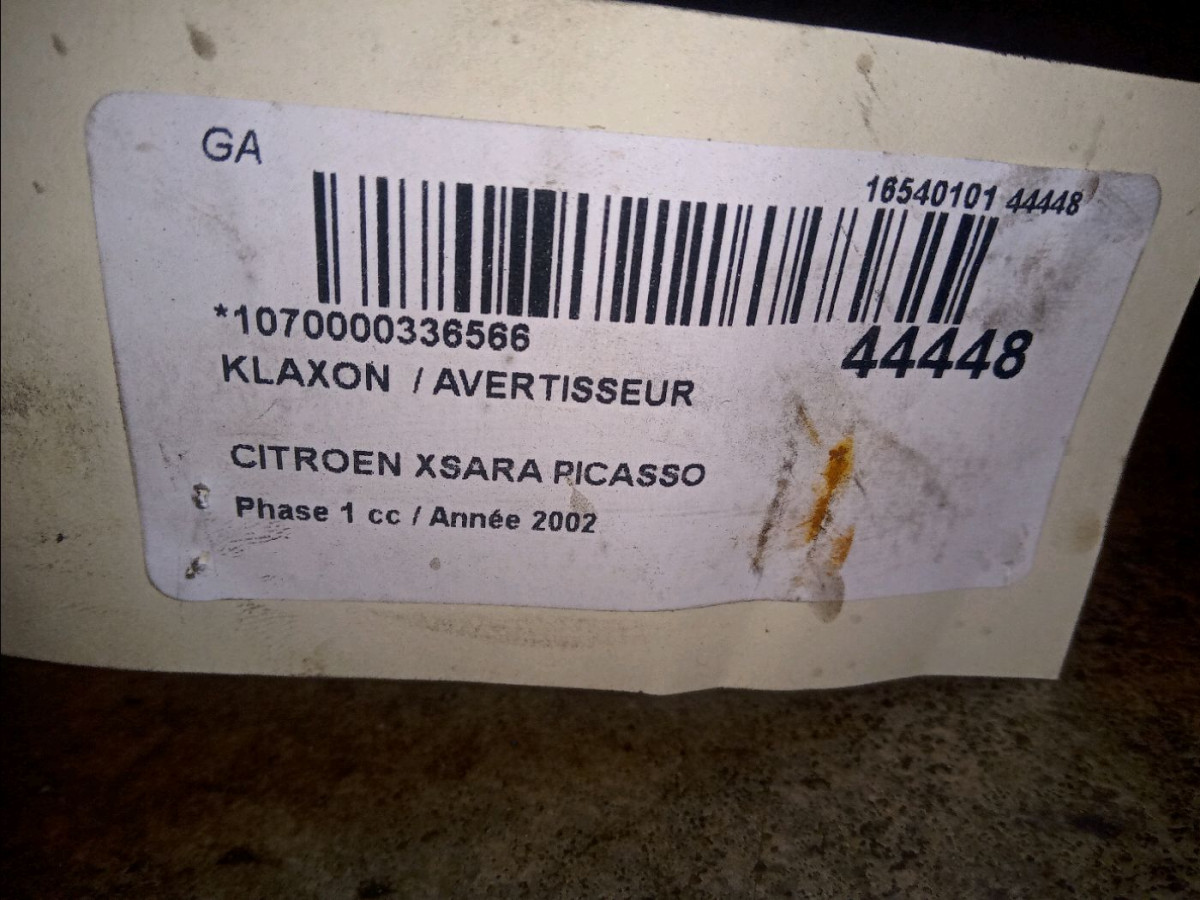 GA
16540101 44448
*1070000336566
44448
KLAXON / AVERTISSEUR
CITROEN XSARA PICASSO
Phase 1 cc / Année 2002